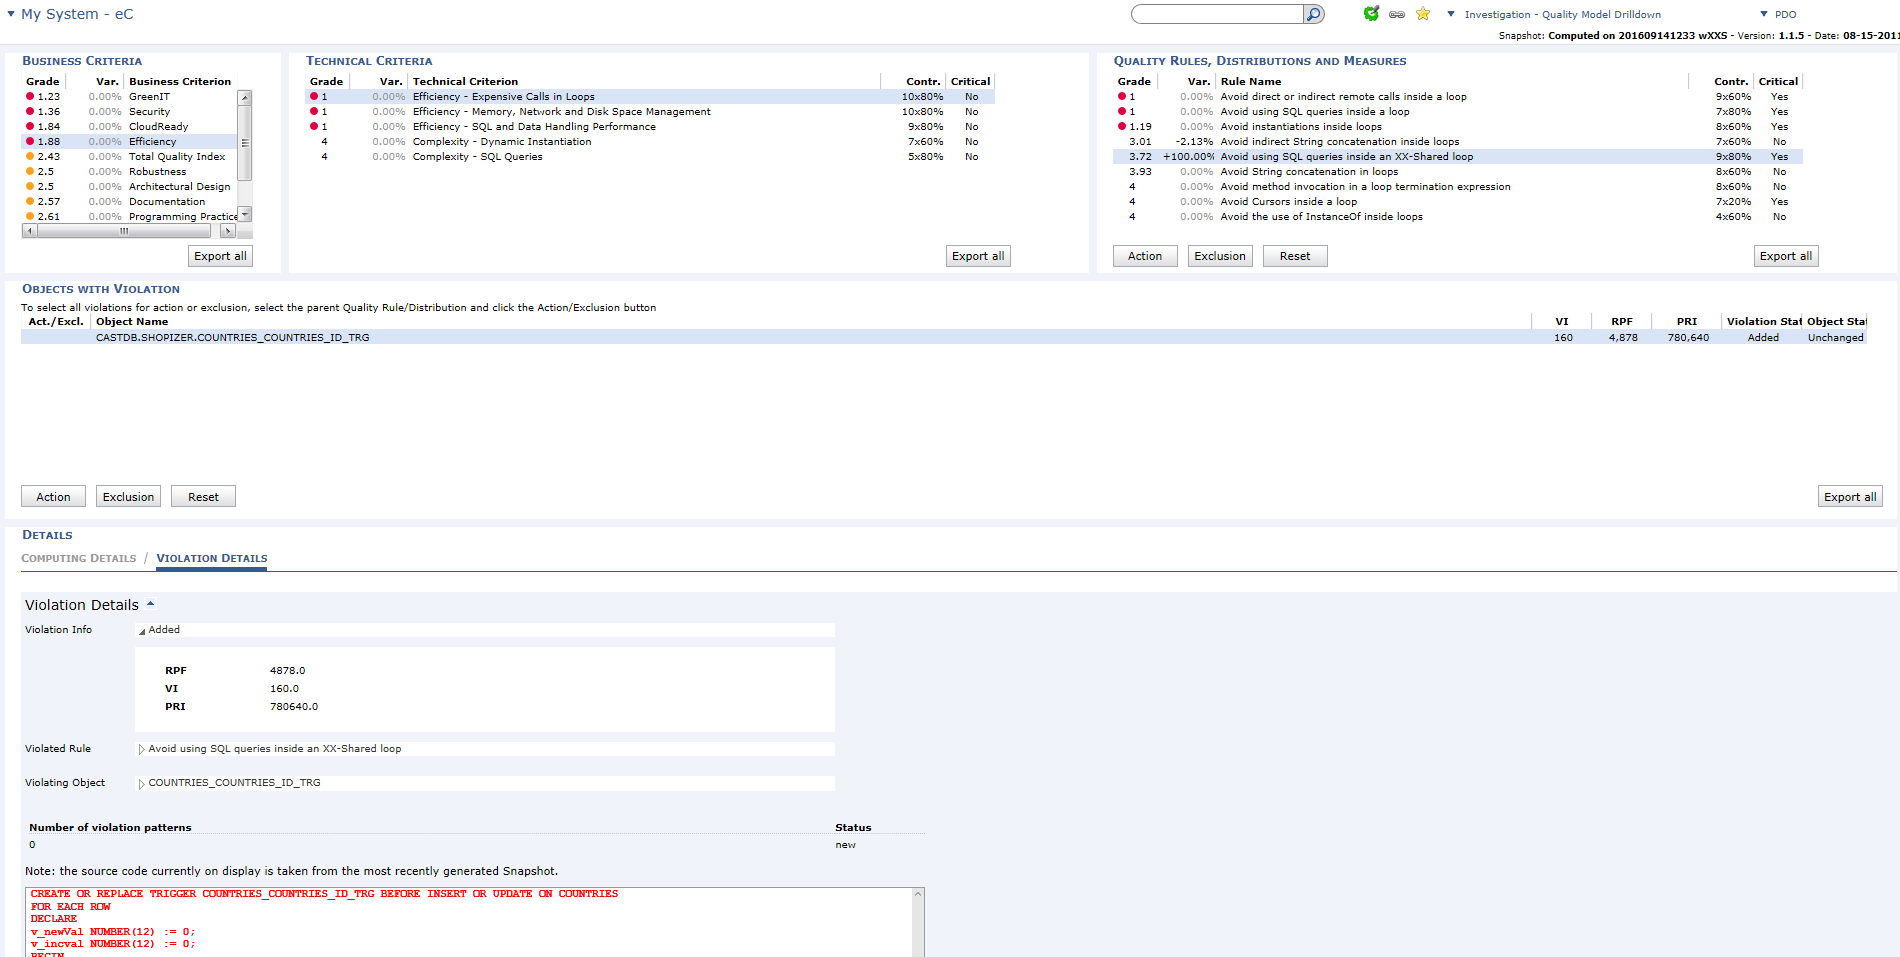 My System - eC
Investigation - Quality Model Drilldown
PDO
Snapshot: Computed on 201609141233 wXXS - Version: 1.1.5 - Date: 08-15-201
BUSINESS CRITERIA
Grade Var. Business Criterion
1.23 0.00% GreenIT
1.36 0.00% Security
1.84 0.00% CloudReady
1.88 0.00% Efficiency
2.43 0.00% Total Quality Index
2.5 0.00% Robustness
2.5 0.00% Architectural Design
2.57 0.00% Documentation
2.61 0.00% Programming Practice
Export all
TECHNICAL CRITERIA
Grade Var. Technical Criterion Contr. Critical
1 0.00% Efficiency - Expensive Calls in Loops 10x80% No
1 0.00% Efficiency - Memory, Network and Disk Space Management 10x80% No
1 0.00% Efficiency - SQL and Data Handling Performance 9x80% No
4 0.00% Complexity - Dynamic Instantiation 7x60% No
4 0.00% Complexity - SQL Queries 5x80% No
Export all
QUALITY RULES, DISTRIBUTIONS AND MEASURES
Grade Var. Rule Name Contr. Critical
1 0.00% Avoid direct or indirect remote calls inside a loop 9x60% Yes
1 0.00% Avoid using SQL queries inside a loop 7x80% Yes
1.19 0.00% Avoid instantiations inside loops 8x60% Yes
3.01 -2.13% Avoid indirect String concatenation inside loops 7x60% No
3.72 +100.00% Avoid using SQL queries inside an XX-Shared loop 9x80% Yes
3.93 0.00% Avoid String concatenation in loops 8x60% No
4 0.00% Avoid method invocation in a loop termination expression 8x60% No
4 0.00% Avoid Cursors inside a loop 7x20% Yes
4 0.00% Avoid the use of InstanceOf inside loops 4x60% No
Action Exclusion Reset Export all
OBJECTS WITH VIOLATION
To select all violations for action or exclusion, select the parent Quality Rule/Distribution and click the Action/Exclusion button
Act./Excl. Object Name VI RPF PRI Violation Stat Object Stat
CASTDB.SHOPIZER.COUNTRIES_COUNTRIES_ID_TRG 160 4,878 780,640 Added Unchanged
Action Exclusion Reset Export all
DETAILS
COMPUTING DETAILS / VIOLATION DETAILS
Violation Details
Violation Info Added
RPF 4878.0
VI 160.0
PRI 780640.0
Violated Rule Avoid using SQL queries inside an XX-Shared loop
Violating Object COUNTRIES_COUNTRIES_ID_TRG
Number of violation patterns Status
0 new
Note: the source code currently on display is taken from the most recently generated Snapshot.
CREATE OR REPLACE TRIGGER COUNTRIES_COUNTRIES_ID_TRG BEFORE INSERT OR UPDATE ON COUNTRIES
FOR EACH ROW
DECLARE
v_newVal NUMBER(12) := 0;
v_incval NUMBER(12) := 0;
BEGIN